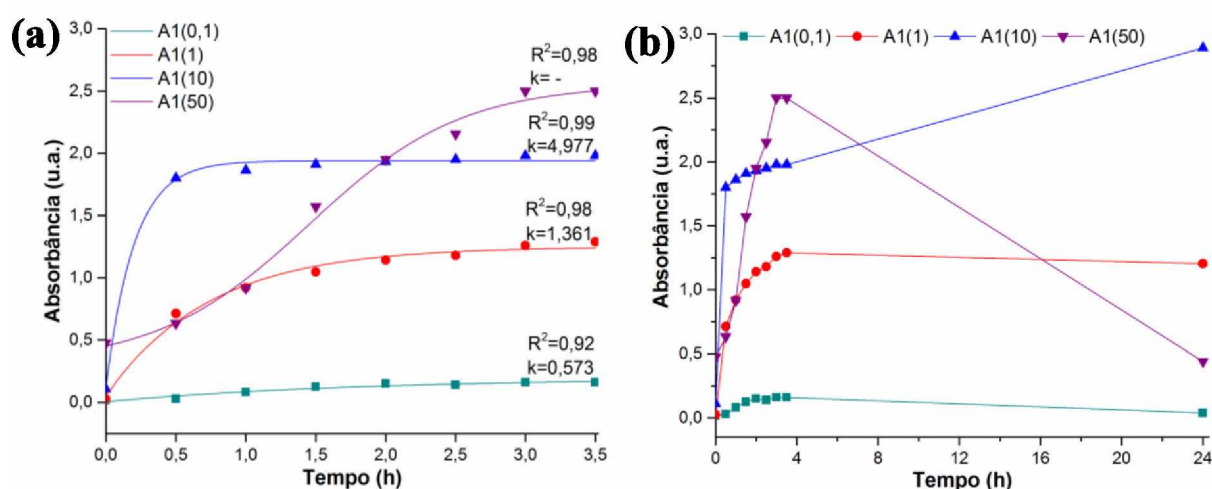 (a)
A1(0,1)
A1(1)
A1(10)
A1(50)
R²=0,98
k= -
R²=0,99
k=4,977
R²=0,98
k=1,361
R²=0,92
k=0,573
Absorbância (u.a.)
3,0
2,5
2,0
1,5
1,0
0,5
0,0
0,0 0,5 1,0 1,5 2,0 2,5 3,0 3,5
Tempo (h)
(b)
A1(0,1) A1(1) A1(10) A1(50)
Absorbância (u.a.)
3,0
2,5
2,0
1,5
1,0
0,5
0,0
0 4 8 12 16 20 24
Tempo (h)